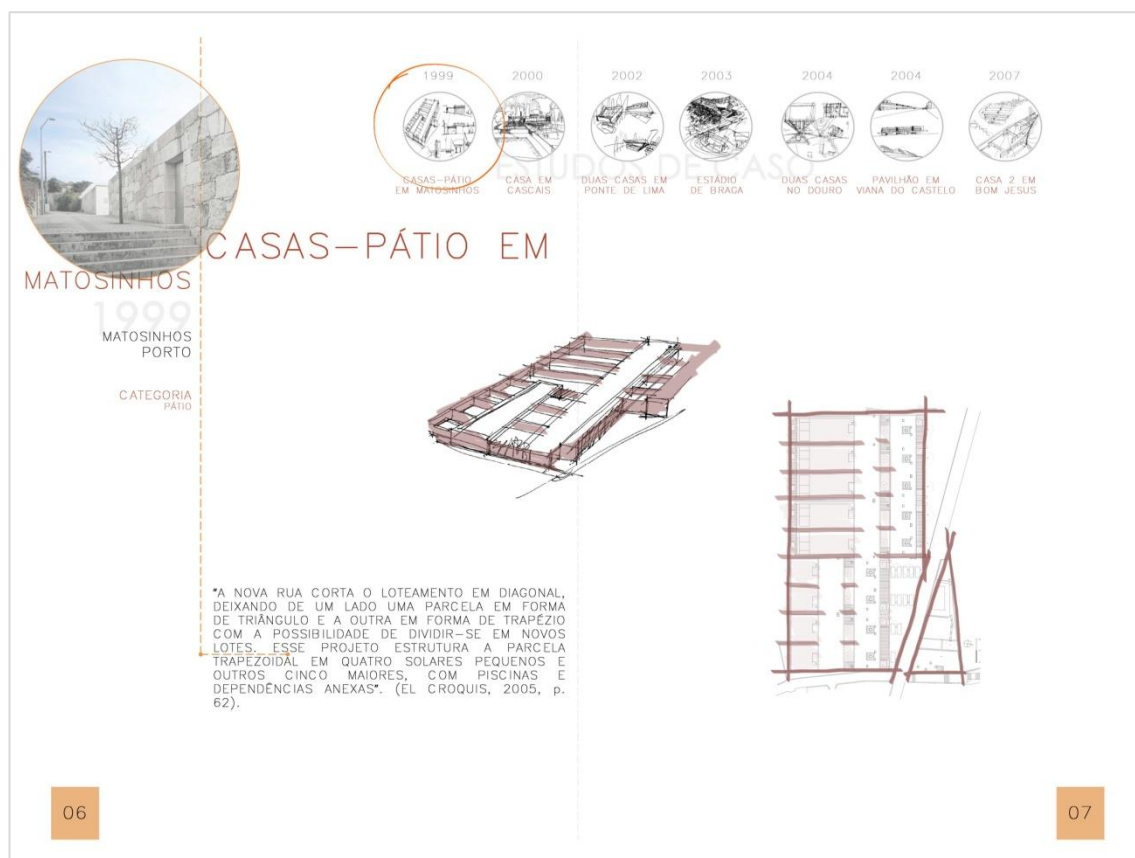 1999
2000
2002
2003
2004
2004
2007
ESTUDOS DE CASO
CASAS-PÁTIO
EM MATOSINHOS
CASA EM
CASCAIS
DUAS CASAS EM
PONTE DE LIMA
ESTÁDIO
DE BRAGA
DUAS CASAS
NO DOURO
PAVILHÃO EM
VIANA DO CASTELO
CASA 2 EM
BOM JESUS
CASAS-PÁTIO EM
MATOSINHOS
1999
MATOSINHOS
PORTO
CATEGORIA
PÁTIO
"A NOVA RUA CORTA O LOTEAMENTO EM DIAGONAL,
DEIXANDO DE UM LADO UMA PARCELA EM FORMA
DE TRIÂNGULO E A OUTRA EM FORMA DE TRAPÉZIO
COM A POSSIBILIDADE DE DIVIDIR-SE EM NOVOS
LOTES. ESSE PROJETO ESTRUTURA A PARCELA
TRAPEZOIDAL EM QUATRO SOLARES PEQUENOS E
OUTROS CINCO MAIORES, COM PISCINAS E
DEPENDÊNCIAS ANEXAS". (EL CROQUIS, 2005, p.
62).
06
07